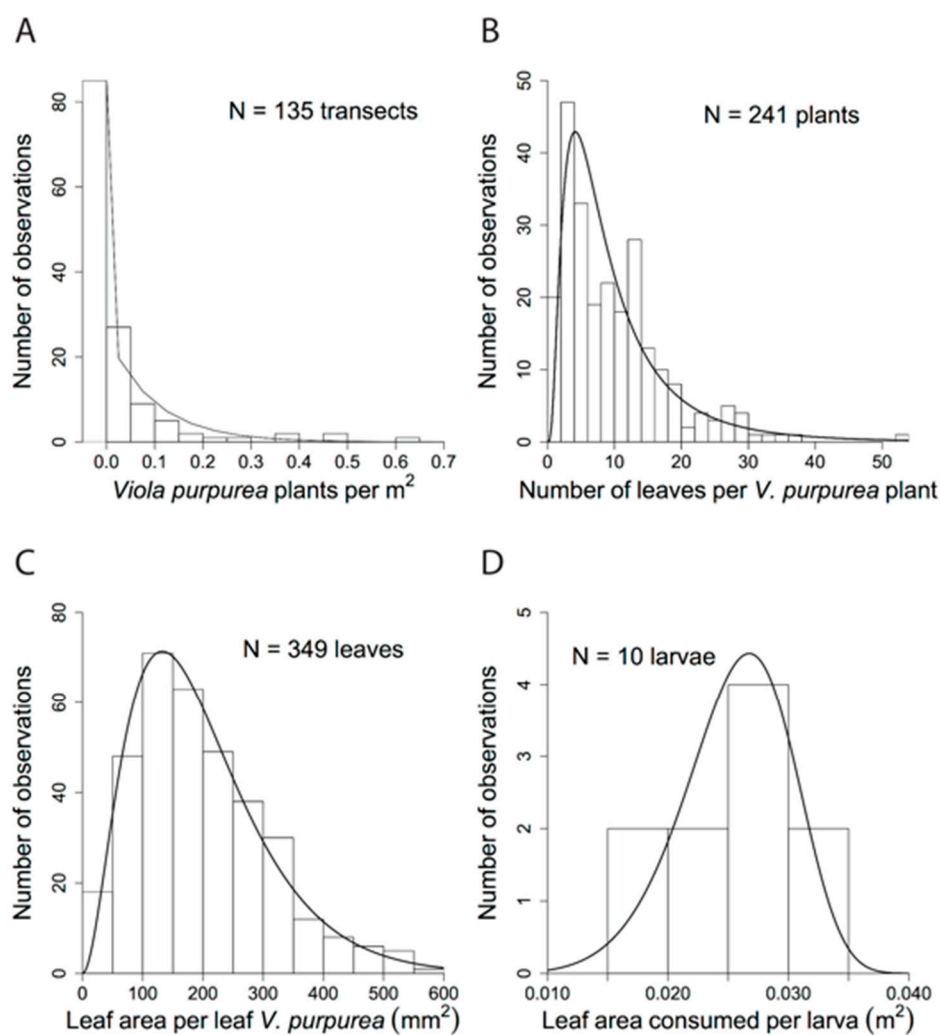 A
N = 135 transects
Number of observations
0 20 40 60 80
0.0 0.1 0.2 0.3 0.4 0.5 0.6 0.7
Viola purpurea plants per m²
B
N = 241 plants
Number of observations
0 10 20 30 40 50
0 10 20 30 40 50
Number of leaves per V. purpurea plant
C
N = 349 leaves
Number of observations
0 20 40 60 80
0 100 200 300 400 500 600
Leaf area per leaf V. purpurea (mm²)
D
N = 10 larvae
Number of observations
0 1 2 3 4 5
0.010 0.020 0.030 0.040
Leaf area consumed per larva (m²)